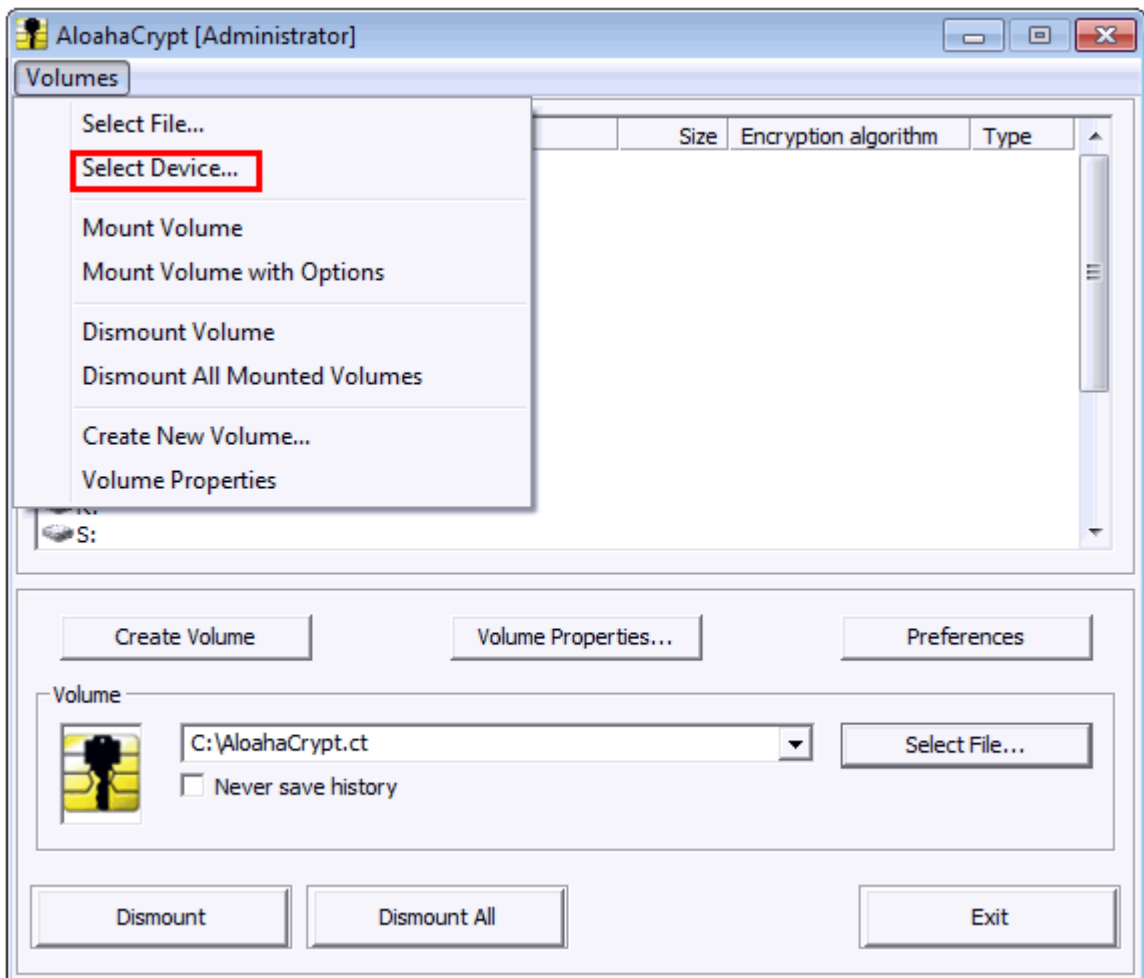 AloahaCrypt [Administrator]
Volumes
Select File...
Select Device...
Mount Volume
Mount Volume with Options
Dismount Volume
Dismount All Mounted Volumes
Create New Volume...
Volume Properties
Size Encryption algorithm Type
S:
Create Volume Volume Properties... Preferences
Volume
C:\AloahaCrypt.ct Select File...
Never save history
Dismount Dismount All Exit